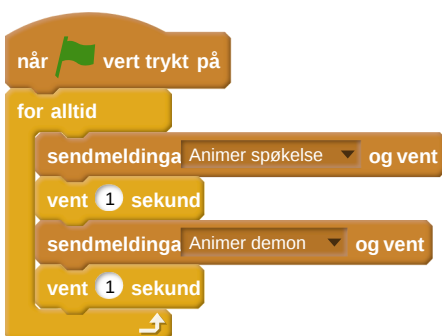 når vert trykt på
for alltid
sendmeldinga Animer spøkelse og vent
vent 1 sekund
sendmeldinga Animer demon og vent
vent 1 sekund